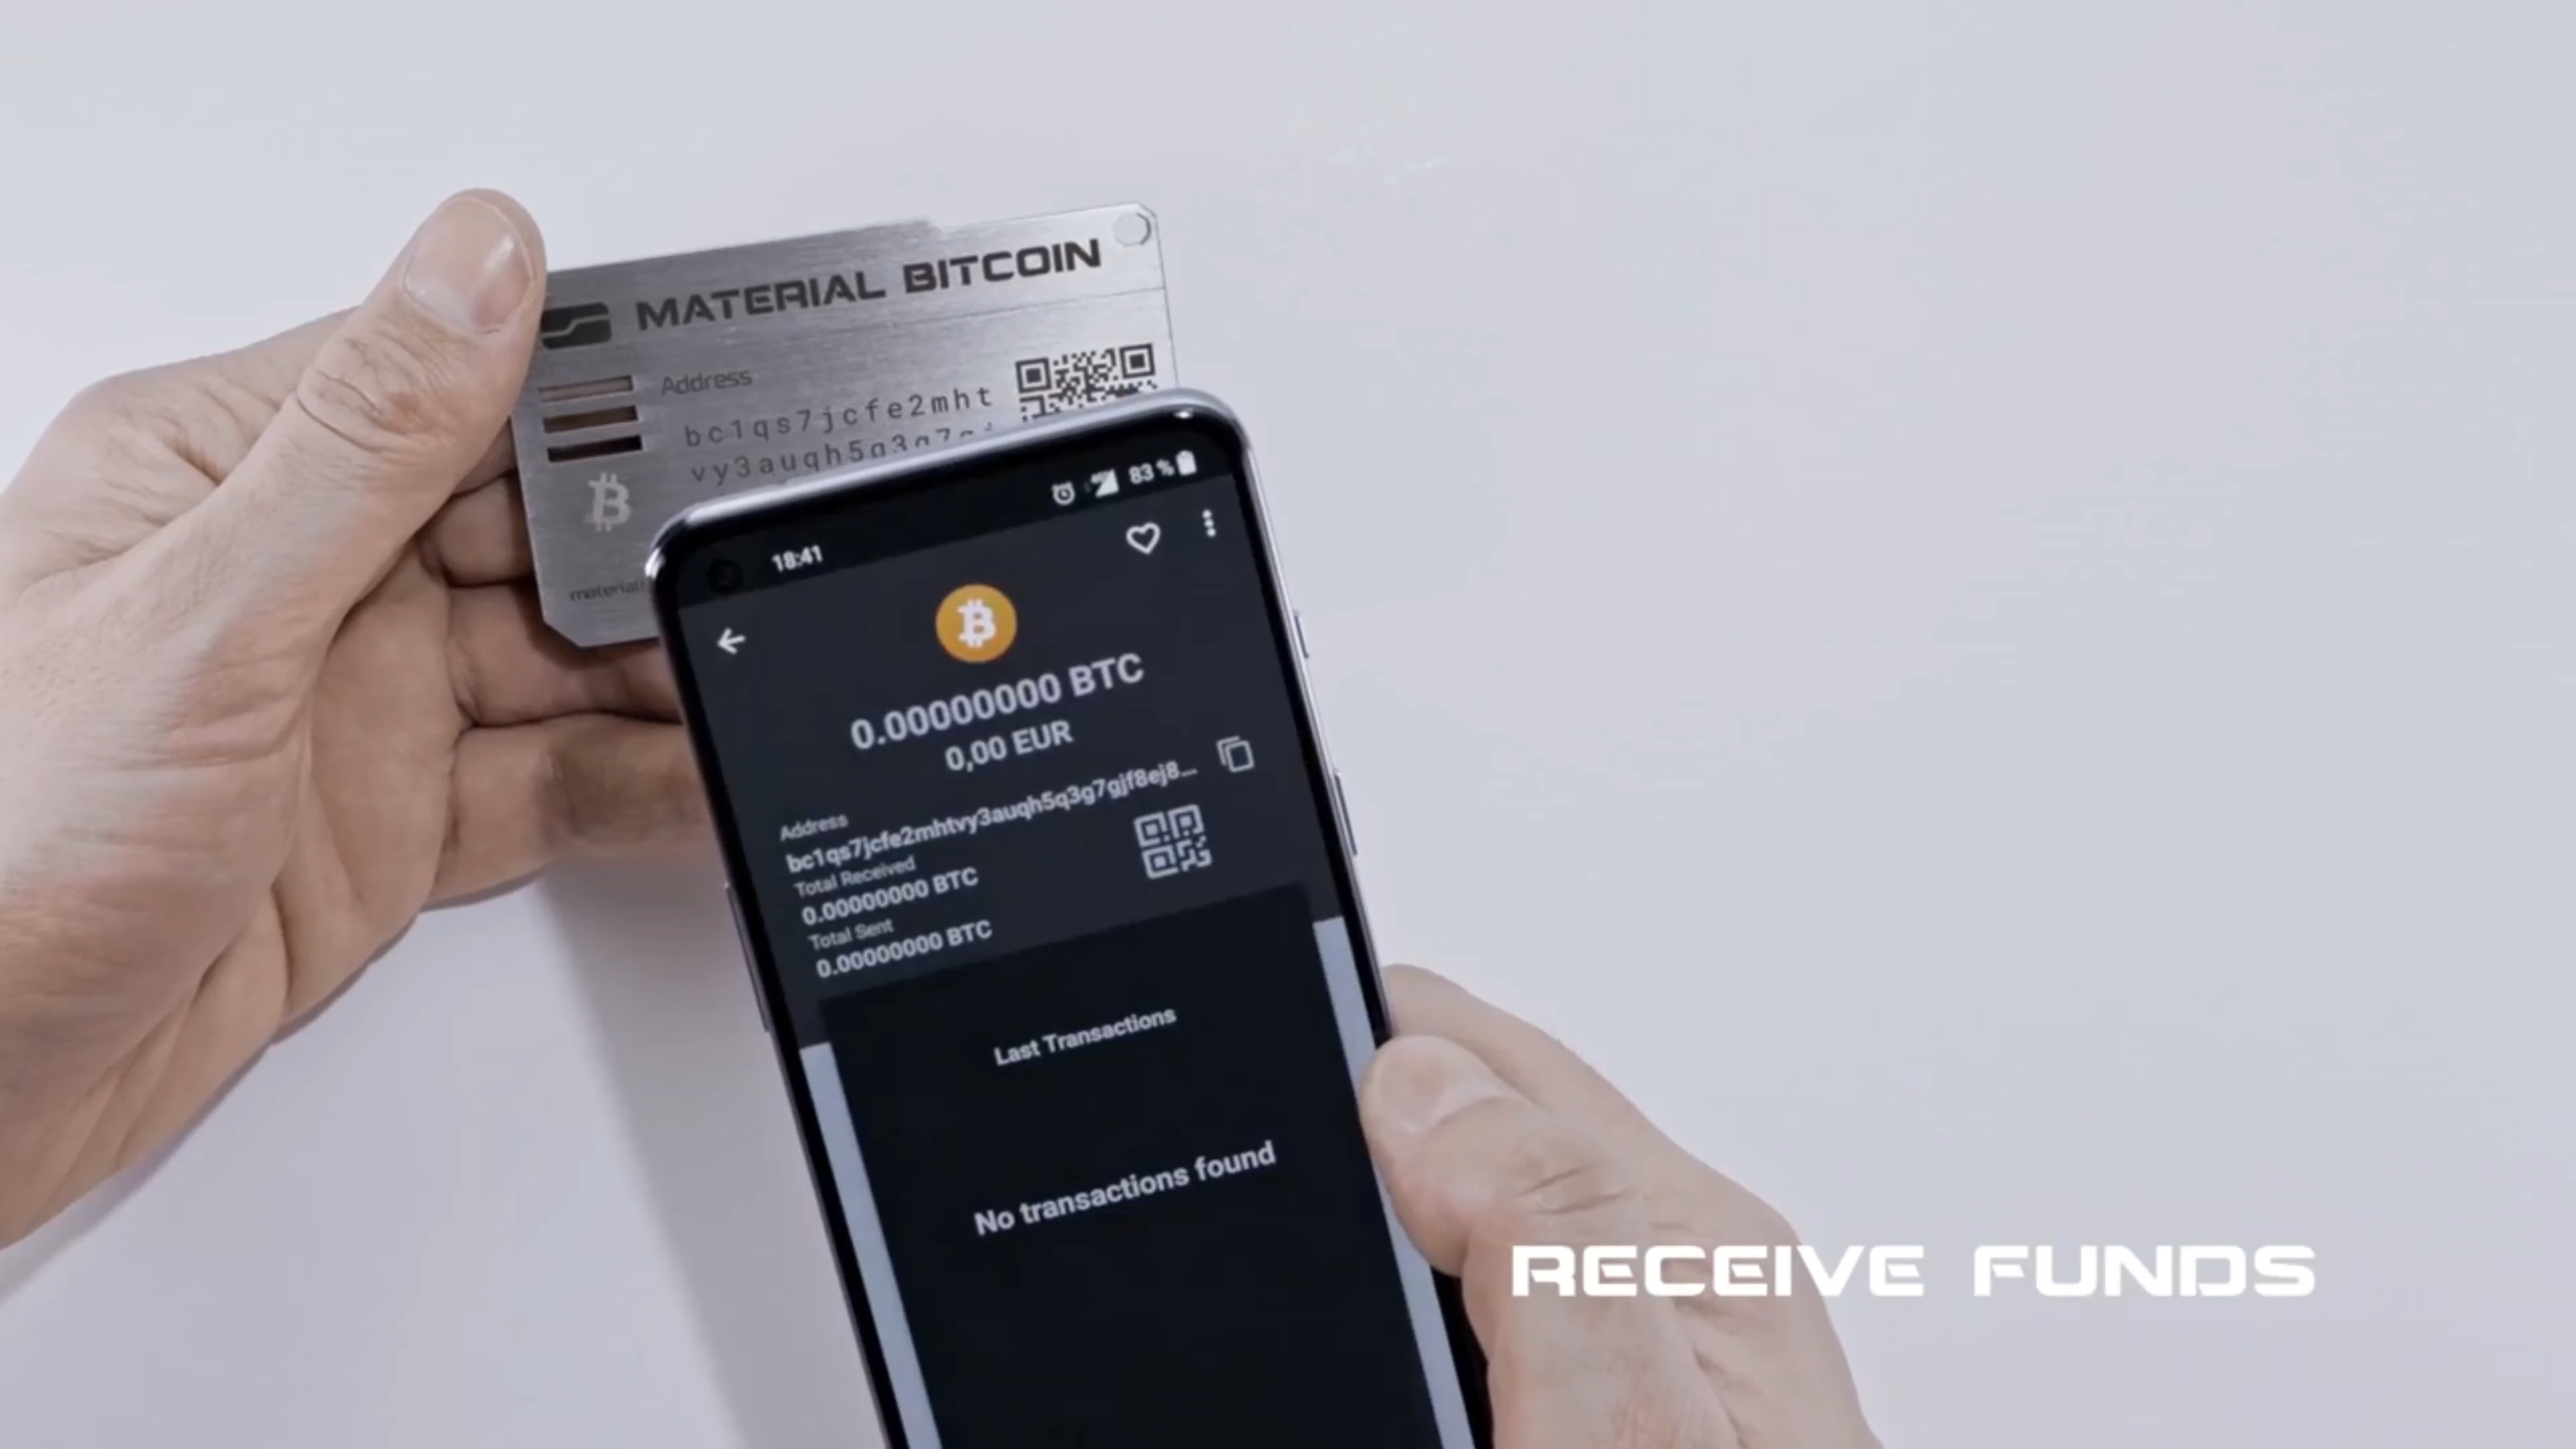 MATERIAL BITCOIN
Address
bc1qs7jcfe2mht
18:41
83 %
0.00000000 BTC
0,00 EUR
Address
bc1qs7jcfe2mhtvy3auqh5q3g7gjf8ej8...
Total Received
0.00000000 BTC
Total Sent
0.00000000 BTC
Last Transactions
No transactions found
RECEIVE FUNDS